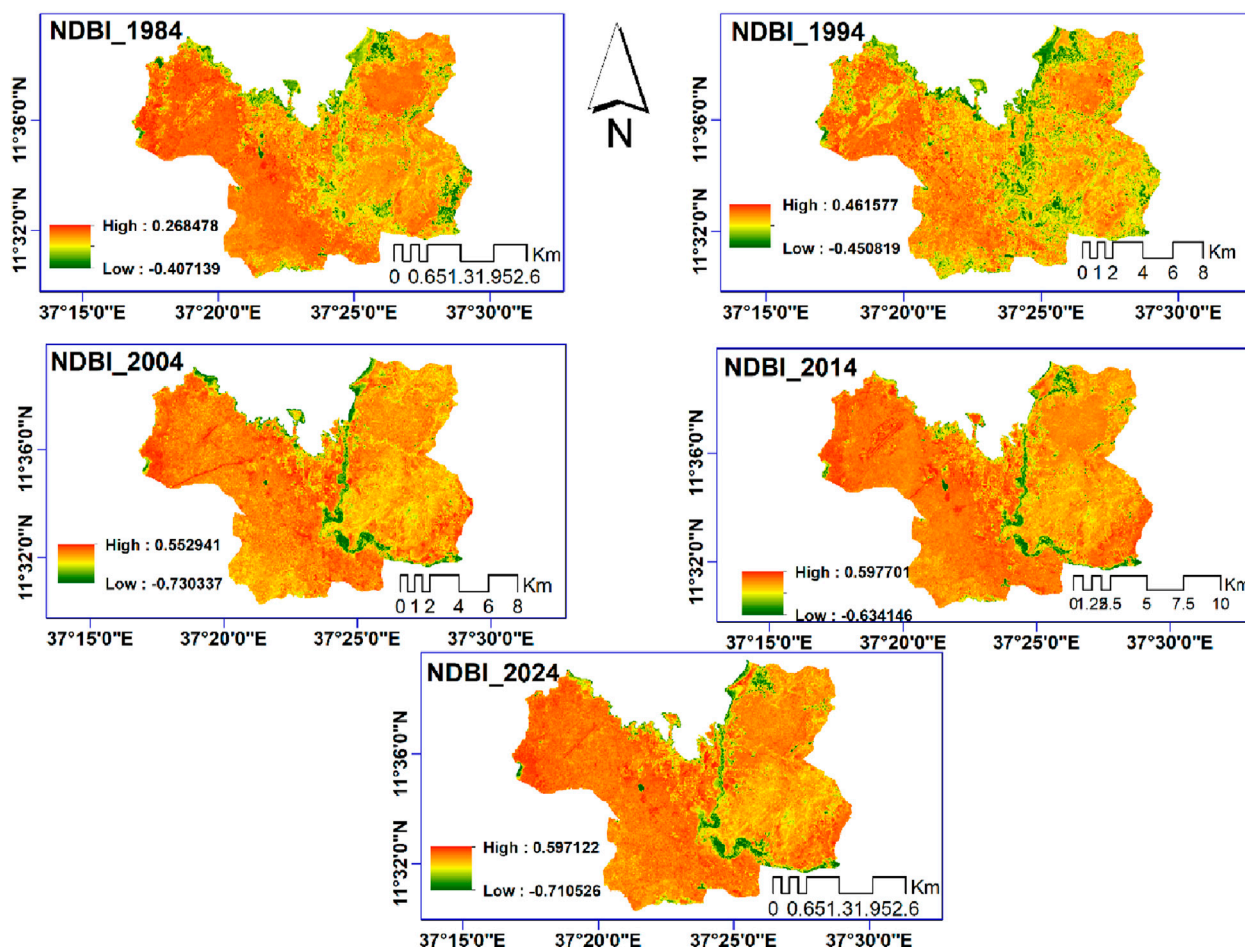 NDBI_1984
11°36'0"N
11°32'0"N
High : 0.268478
Low : -0.407139
Km
0 0.651.31.952.6
37°15'0"E 37°20'0"E 37°25'0"E 37°30'0"E
N
NDBI_1994
11°36'0"N
11°32'0"N
High : 0.461577
Low : -0.450819
Km
0 1 2 4 6 8
37°15'0"E 37°20'0"E 37°25'0"E 37°30'0"E
NDBI_2004
11°36'0"N
11°32'0"N
High : 0.552941
Low : -0.730337
Km
0 1 2 4 6 8
37°15'0"E 37°20'0"E 37°25'0"E 37°30'0"E
NDBI_2014
11°36'0"N
11°32'0"N
High : 0.597701
Low : -0.634146
Km
5 7.5 10
37°15'0"E 37°20'0"E 37°25'0"E 37°30'0"E
NDBI_2024
11°36'0"N
11°32'0"N
High : 0.597122
Low : -0.710526
Km
0 0.651.31.952.6
37°15'0"E 37°20'0"E 37°25'0"E 37°30'0"E